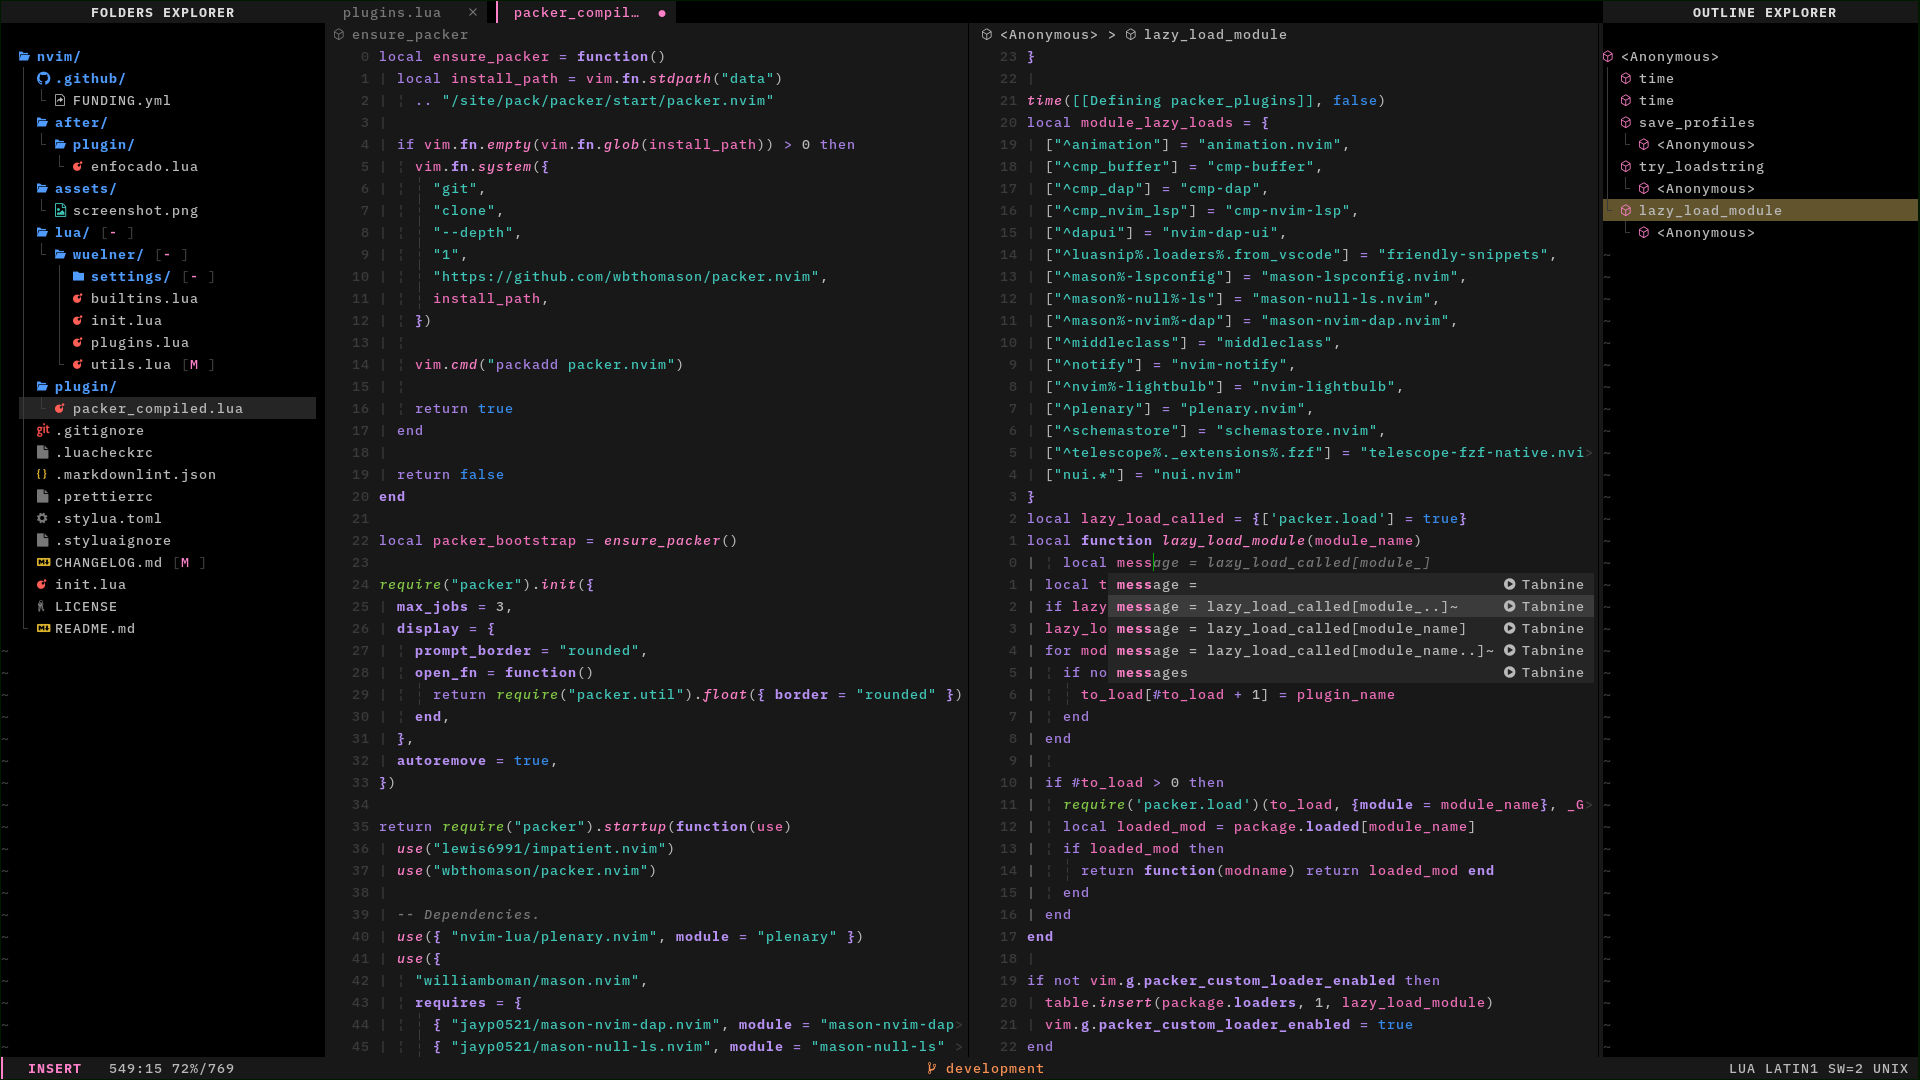 FOLDERS EXPLORER
nvim/
.github/
FUNDING.yml
after/
plugin/
enfocado.lua
assets/
screenshot.png
lua/ [- ]
wuelner/ [- ]
settings/ [- ]
builtins.lua
init.lua
plugins.lua
utils.lua [M ]
plugin/
packer_compiled.lua
git .gitignore
.luacheckrc
{} .markdownlint.json
.prettierrc
.stylua.toml
.styluaignore
CHANGELOG.md [M ]
init.lua
LICENSE
README.md
plugins.lua ×
packer_compil… ●
ensure_packer
0 local ensure_packer = function()
1 local install_path = vim.fn.stdpath("data")
2 .. "/site/pack/packer/start/packer.nvim"
3
4 if vim.fn.empty(vim.fn.glob(install_path)) > 0 then
5 vim.fn.system({
6 "git",
7 "clone",
8 "--depth",
9 "1",
10 "https://github.com/wbthomason/packer.nvim",
11 install_path,
12 })
13
14 vim.cmd("packadd packer.nvim")
15
16 return true
17 end
18
19 return false
20 end
21
22 local packer_bootstrap = ensure_packer()
23
24 require("packer").init({
25 max_jobs = 3,
26 display = {
27 prompt_border = "rounded",
28 open_fn = function()
29 return require("packer.util").float({ border = "rounded" })
30 end,
31 },
32 autoremove = true,
33 })
34
35 return require("packer").startup(function(use)
36 use("lewis6991/impatient.nvim")
37 use("wbthomason/packer.nvim")
38
39 -- Dependencies.
40 use({ "nvim-lua/plenary.nvim", module = "plenary" })
41 use({
42 "williamboman/mason.nvim",
43 requires = {
44 { "jayp0521/mason-nvim-dap.nvim", module = "mason-nvim-dap>
45 { "jayp0521/mason-null-ls.nvim", module = "mason-null-ls" >
<Anonymous> > lazy_load_module
23 }
22
21 time([[Defining packer_plugins]], false)
20 local module_lazy_loads = {
19 ["^animation"] = "animation.nvim",
18 ["^cmp_buffer"] = "cmp-buffer",
17 ["^cmp_dap"] = "cmp-dap",
16 ["^cmp_nvim_lsp"] = "cmp-nvim-lsp",
15 ["^dapui"] = "nvim-dap-ui",
14 ["^luasnip%.loaders%.from_vscode"] = "friendly-snippets",
13 ["^mason%-lspconfig"] = "mason-lspconfig.nvim",
12 ["^mason%-null%-ls"] = "mason-null-ls.nvim",
11 ["^mason%-nvim%-dap"] = "mason-nvim-dap.nvim",
10 ["^middleclass"] = "middleclass",
9 ["^notify"] = "nvim-notify",
8 ["^nvim%-lightbulb"] = "nvim-lightbulb",
7 ["^plenary"] = "plenary.nvim",
6 ["^schemastore"] = "schemastore.nvim",
5 ["^telescope%._extensions%.fzf"] = "telescope-fzf-native.nvi>
4 ["nui.*"] = "nui.nvim"
3 }
2 local lazy_load_called = {['packer.load'] = true}
1 local function lazy_load_module(module_name)
0 local message = lazy_load_called[module_]
1 local t message = Tabnine
2 if lazy message = lazy_load_called[module_..]~ Tabnine
3 lazy_lo message = lazy_load_called[module_name] Tabnine
4 for mod message = lazy_load_called[module_name..]~ Tabnine
5 if no messages Tabnine
6 to_load[#to_load + 1] = plugin_name
7 end
8 end
9
10 if #to_load > 0 then
11 require('packer.load')(to_load, {module = module_name}, _G>
12 local loaded_mod = package.loaded[module_name]
13 if loaded_mod then
14 return function(modname) return loaded_mod end
15 end
16 end
17 end
18
19 if not vim.g.packer_custom_loader_enabled then
20 table.insert(package.loaders, 1, lazy_load_module)
21 vim.g.packer_custom_loader_enabled = true
22 end
OUTLINE EXPLORER
<Anonymous>
time
time
save_profiles
<Anonymous>
try_loadstring
<Anonymous>
lazy_load_module
<Anonymous>
INSERT 549:15 72%/769
development
LUA LATIN1 SW=2 UNIX